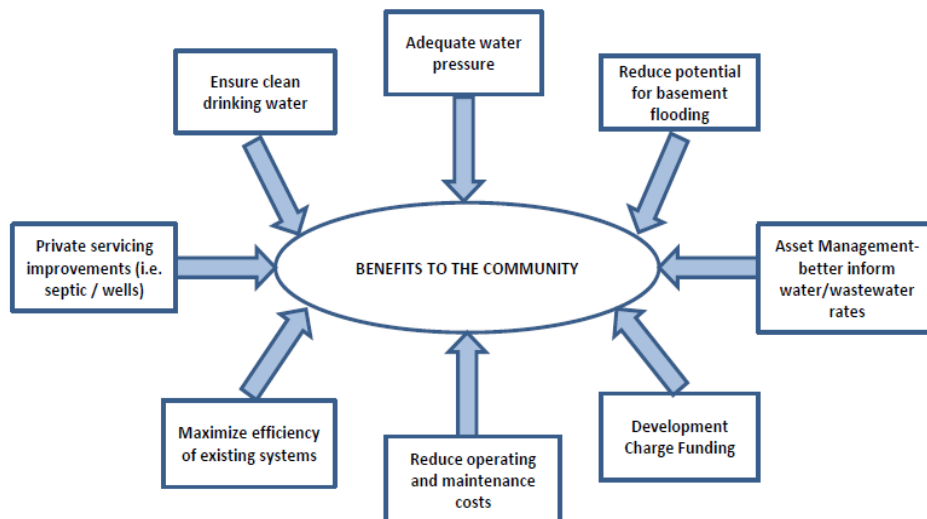 Adequate water
pressure
Ensure clean
drinking water
Reduce potential
for basement
flooding
Private servicing
improvements (i.e.
septic / wells)
BENEFITS TO THE COMMUNITY
Asset Management-
better inform
water/wastewater
rates
Maximize efficiency
of existing systems
Reduce operating
and maintenance
costs
Development
Charge Funding